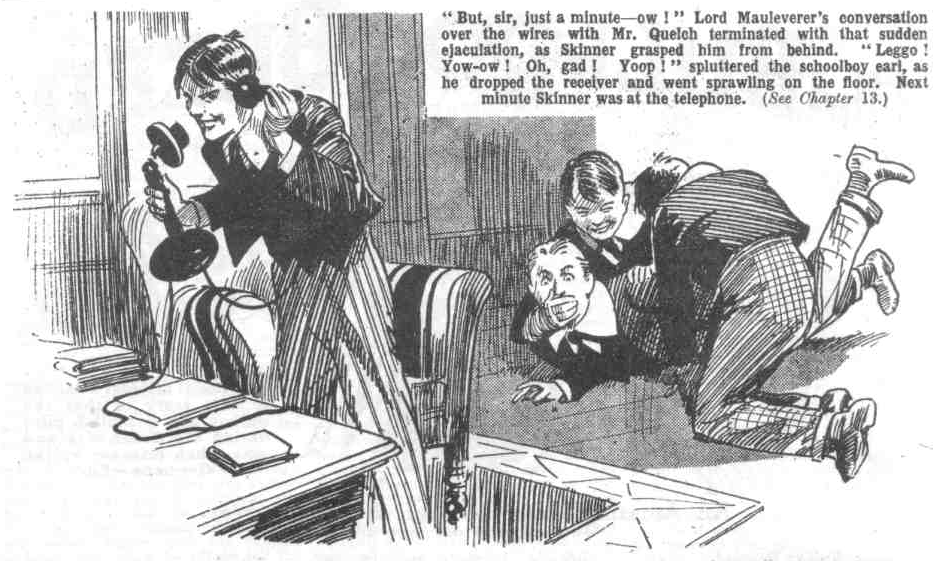 " But, sir, just a minute—ow ! " Lord Mauleverer's conversation
over the wires with Mr. Quelch terminated with that sudden
ejaculation, as Skinner grasped him from behind. " Leggo !
Yow-ow ! Oh, gad ! Yoop ! " spluttered the schoolboy earl, as
he dropped the receiver and went sprawling on the floor. Next
minute Skinner was at the telephone. (See Chapter 13.)